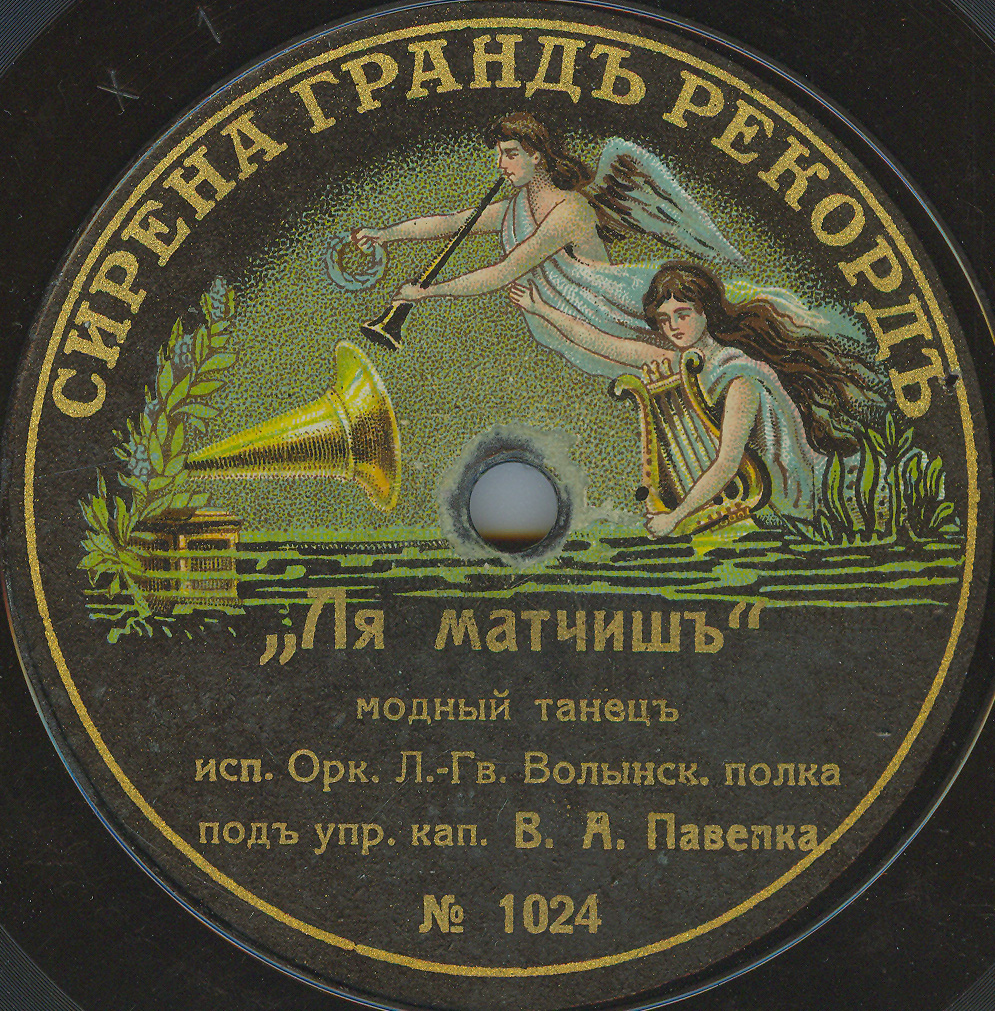 СИРЕНА ГРАНДЪ РЕКОРДЪ
„Ля матчишъ“
модный танецъ
исп. Орк. Л.-Гв. Волынск. полка
подъ упр. кап. В. А. Павелка
№ 1024